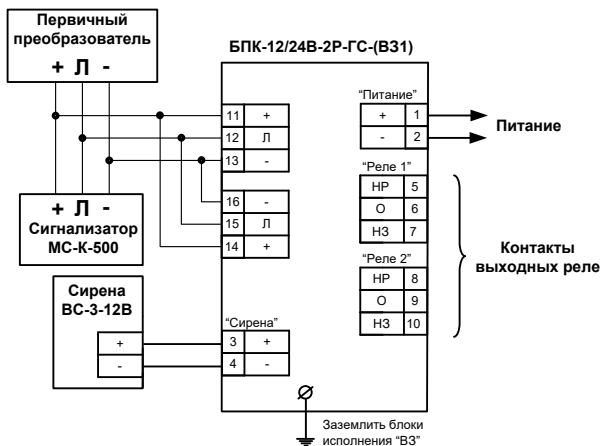 Первичный
преобразователь
+ Л -
БПК-12/24В-2Р-ГС-(ВЗ1)
11 +
12 Л
13 -
16 -
15 Л
14 +
"Питание"
+ 1
- 2
Питание
"Реле 1"
НР 5
О 6
НЗ 7
"Реле 2"
НР 8
О 9
НЗ 10
Контакты
выходных реле
+ Л -
Сигнализатор
МС-К-500
Сирена
ВС-3-12В
+
-
"Сирена"
3 +
4 -
Заземлить блоки
исполнения "ВЗ"